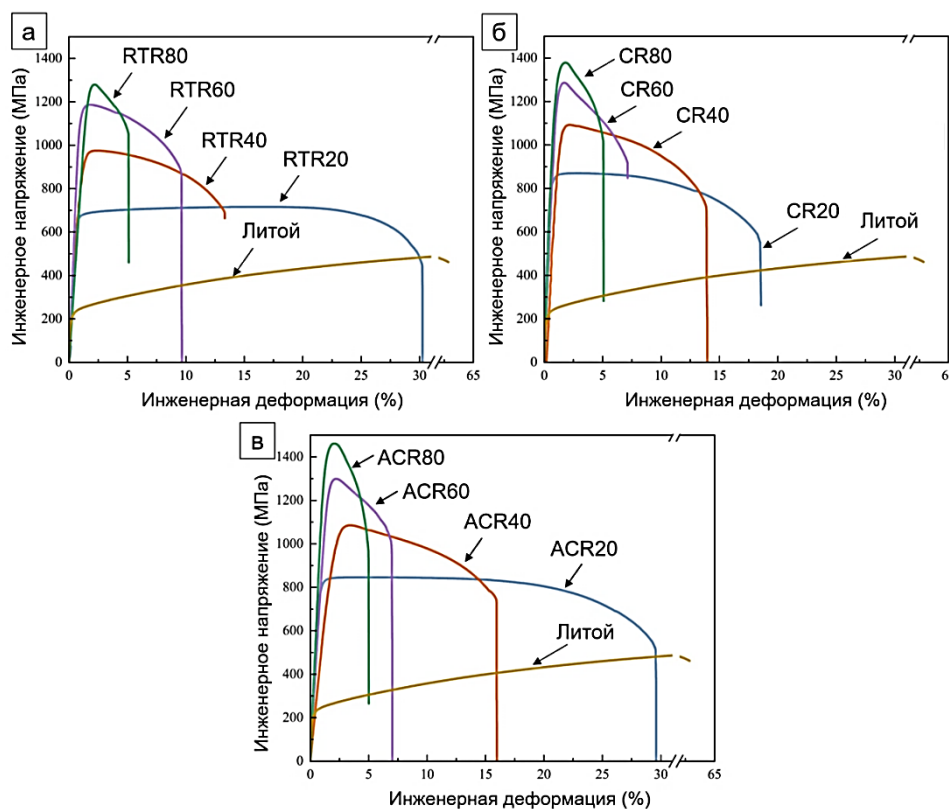 а
RTR80
RTR60
RTR40
RTR20
Литой
Инженерное напряжение (МПа)
1400
1200
1000
800
600
400
200
0
0 5 10 15 20 25 30 65
Инженерная деформация (%)
б
CR80
CR60
CR40
CR20
Литой
Инженерное напряжение (МПа)
1400
1200
1000
800
600
400
200
0
0 5 10 15 20 25 30 6
Инженерная деформация (%)
в
ACR80
ACR60
ACR40
ACR20
Литой
Инженерное напряжение (МПа)
1400
1200
1000
800
600
400
200
0
0 5 10 15 20 25 30 65
Инженерная деформация (%)